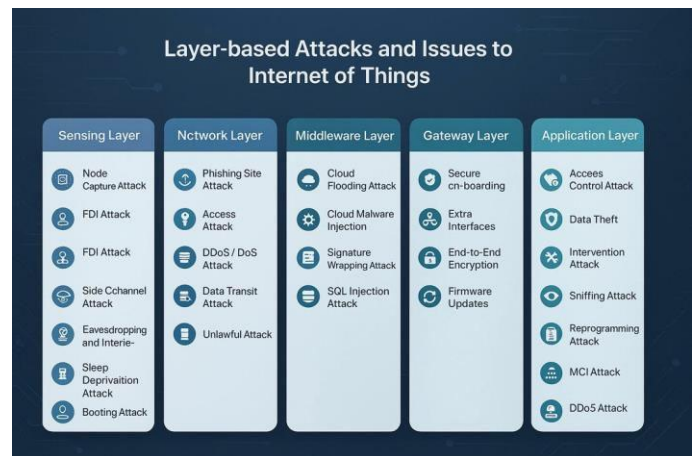 Layer-based Attacks and Issues to
Internet of Things
Sensing Layer
Node
Capture Attack
FDI Attack
FDI Attack
Side Cchannel
Attack
Eavesdropping
and Interie-
Sleep
Deprivaition
Attack
Booting Attack
Nctwork Layer
Phishing Site
Attack
Access
Attack
DDoS / DoS
Attack
Data Transit
Attack
Unlawful Attack
Middleware Layer
Cloud
Flooding Attack
Cloud Malware
Injection
Signature
Wrapping Attack
SQL Injection
Attack
Gateway Layer
Secure
cn-boarding
Extra
Interfaces
End-to-End
Encryption
Firmware
Updates
Application Layer
Accees
Control Attack
Data Theft
Intervention
Attack
Sniffing Attack
Reprogramming
Attack
MCI Attack
DDo5 Attack